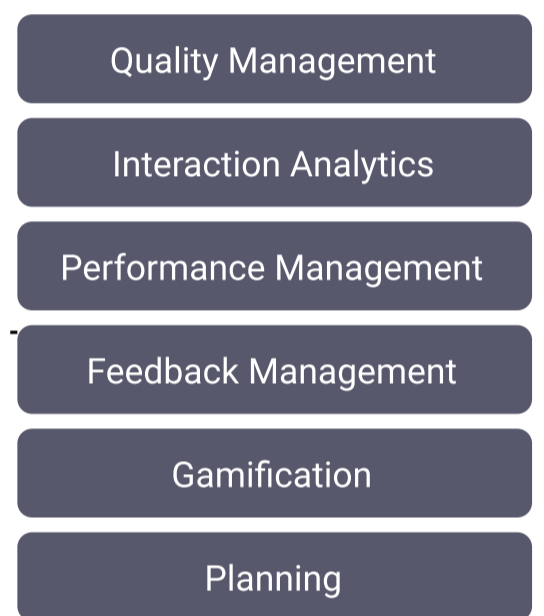 Quality Management
Interaction Analytics
Performance Management
Feedback Management
Gamification
Planning